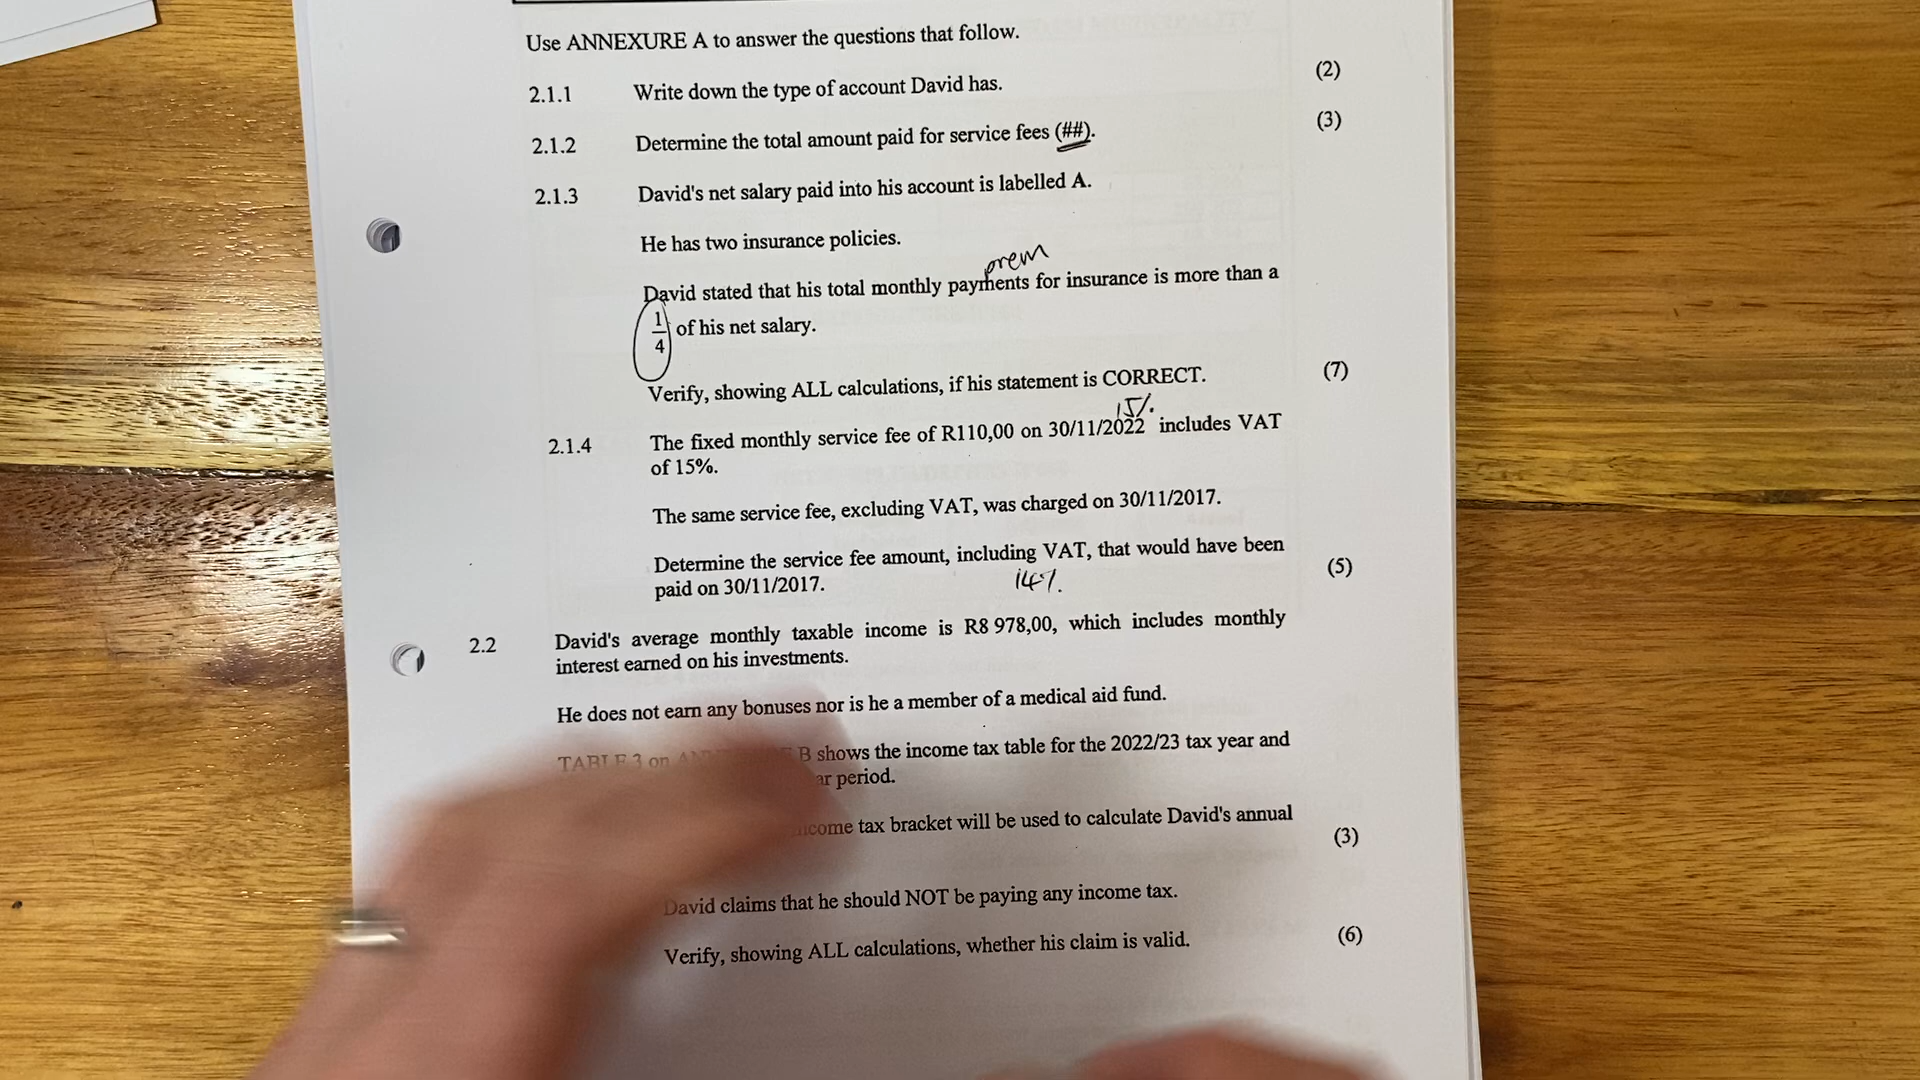 Use ANNEXURE A to answer the questions that follow.
2.1.1 Write down the type of account David has. (2)
2.1.2 Determine the total amount paid for service fees (##). (3)
2.1.3 David's net salary paid into his account is labelled A.
He has two insurance policies.
prem
David stated that his total monthly payments for insurance is more than a
1/4 of his net salary.
Verify, showing ALL calculations, if his statement is CORRECT. (7)
15%
2.1.4 The fixed monthly service fee of R110,00 on 30/11/2022 includes VAT
of 15%.
The same service fee, excluding VAT, was charged on 30/11/2017.
Determine the service fee amount, including VAT, that would have been
paid on 30/11/2017. (5)
14%.
2.2 David's average monthly taxable income is R8 978,00, which includes monthly
interest earned on his investments.
He does not earn any bonuses nor is he a member of a medical aid fund.
TABLE 3 on B shows the income tax table for the 2022/23 tax year and
period.
income tax bracket will be used to calculate David's annual
(3)
David claims that he should NOT be paying any income tax.
Verify, showing ALL calculations, whether his claim is valid. (6)